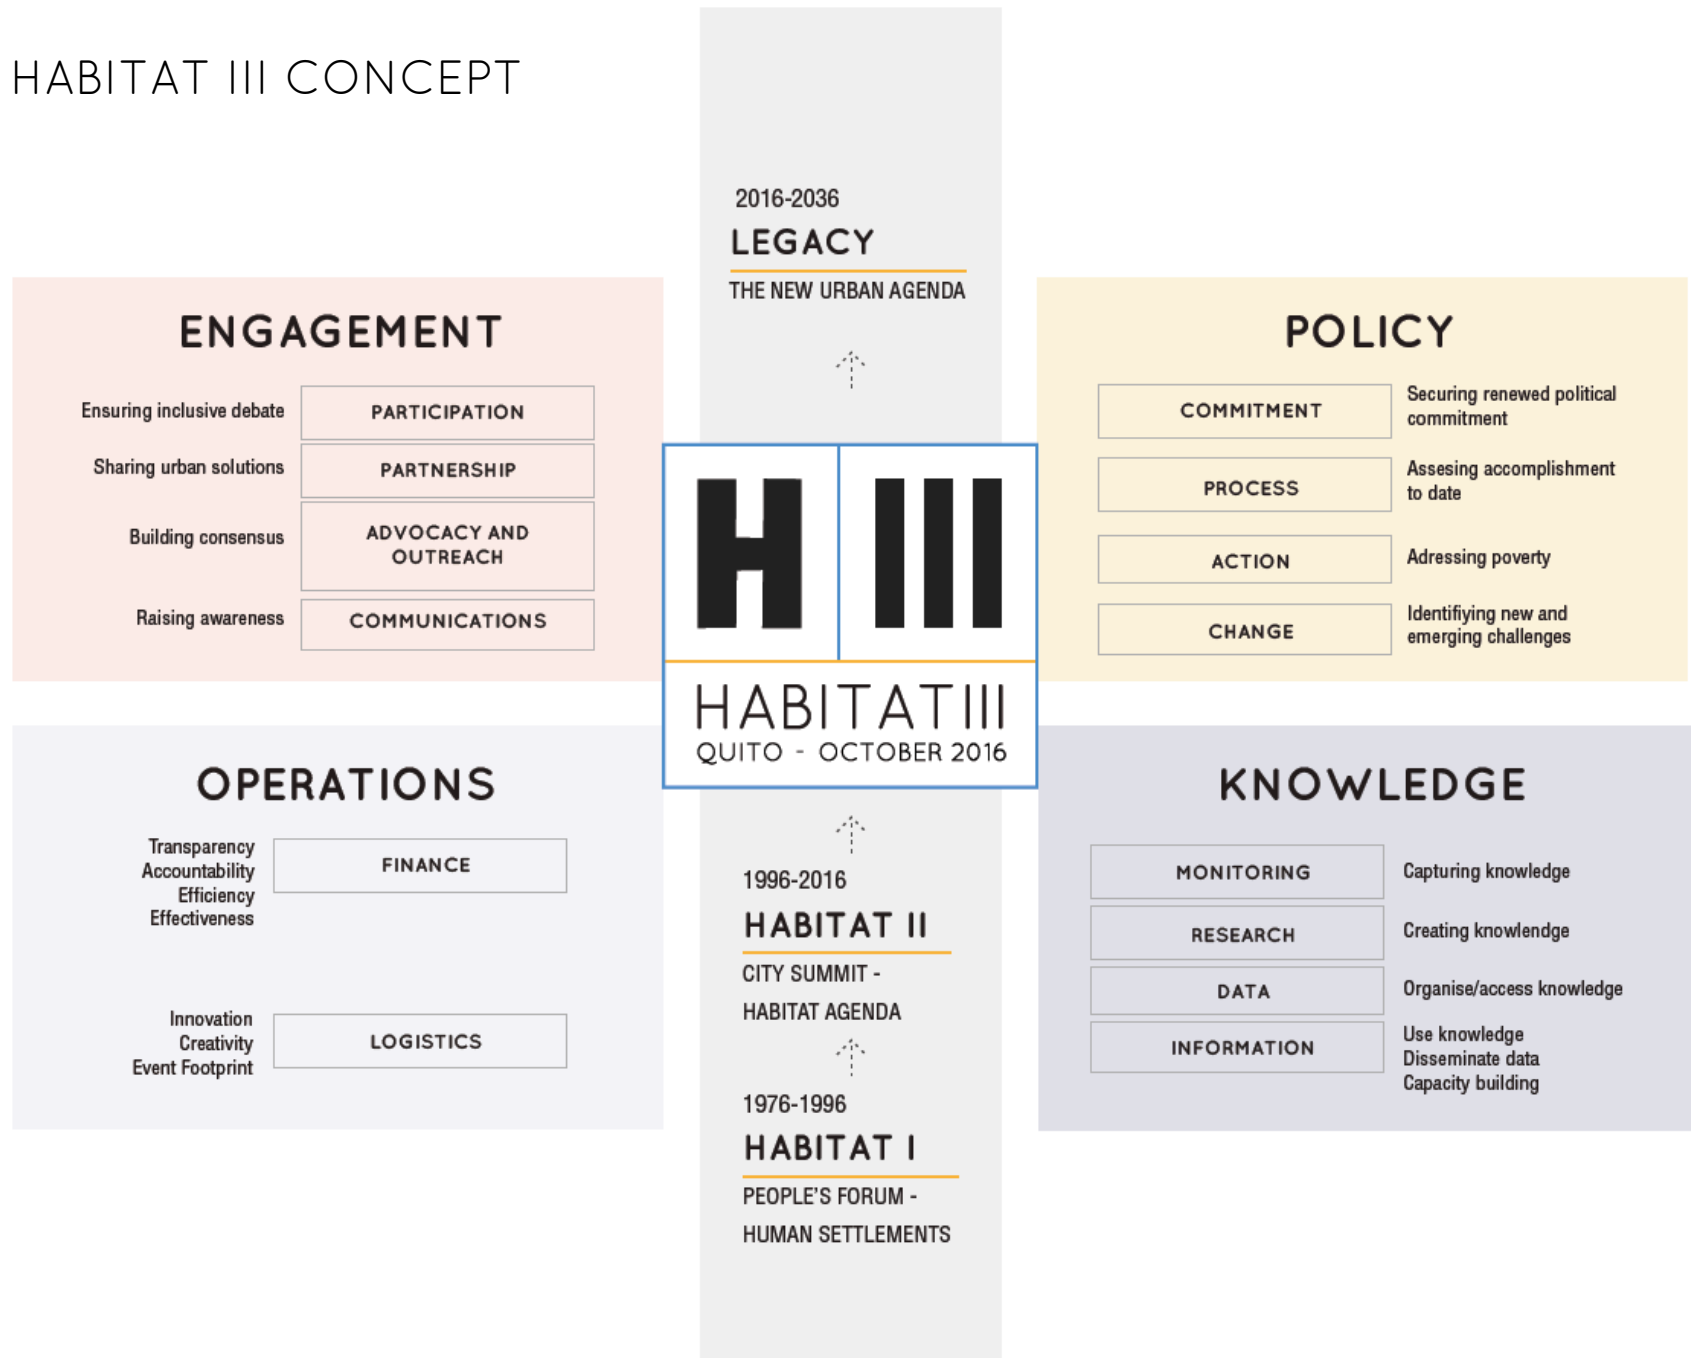 HABITAT III CONCEPT
2016-2036
LEGACY
THE NEW URBAN AGENDA
ENGAGEMENT
Ensuring inclusive debate
PARTICIPATION
Sharing urban solutions
PARTNERSHIP
Building consensus
ADVOCACY AND
OUTREACH
Raising awareness
COMMUNICATIONS
POLICY
COMMITMENT
Securing renewed political
commitment
PROCESS
Assesing accomplishment
to date
ACTION
Adressing poverty
CHANGE
Identifiying new and
emerging challenges
H III
HABITAT III
QUITO - OCTOBER 2016
OPERATIONS
Transparency
Accountability
Efficiency
Effectiveness
FINANCE
Innovation
Creativity
Event Footprint
LOGISTICS
KNOWLEDGE
MONITORING
Capturing knowledge
RESEARCH
Creating knowlendge
DATA
Organise/access knowledge
INFORMATION
Use knowledge
Disseminate data
Capacity building
1996-2016
HABITAT II
CITY SUMMIT -
HABITAT AGENDA
1976-1996
HABITAT I
PEOPLE'S FORUM -
HUMAN SETTLEMENTS